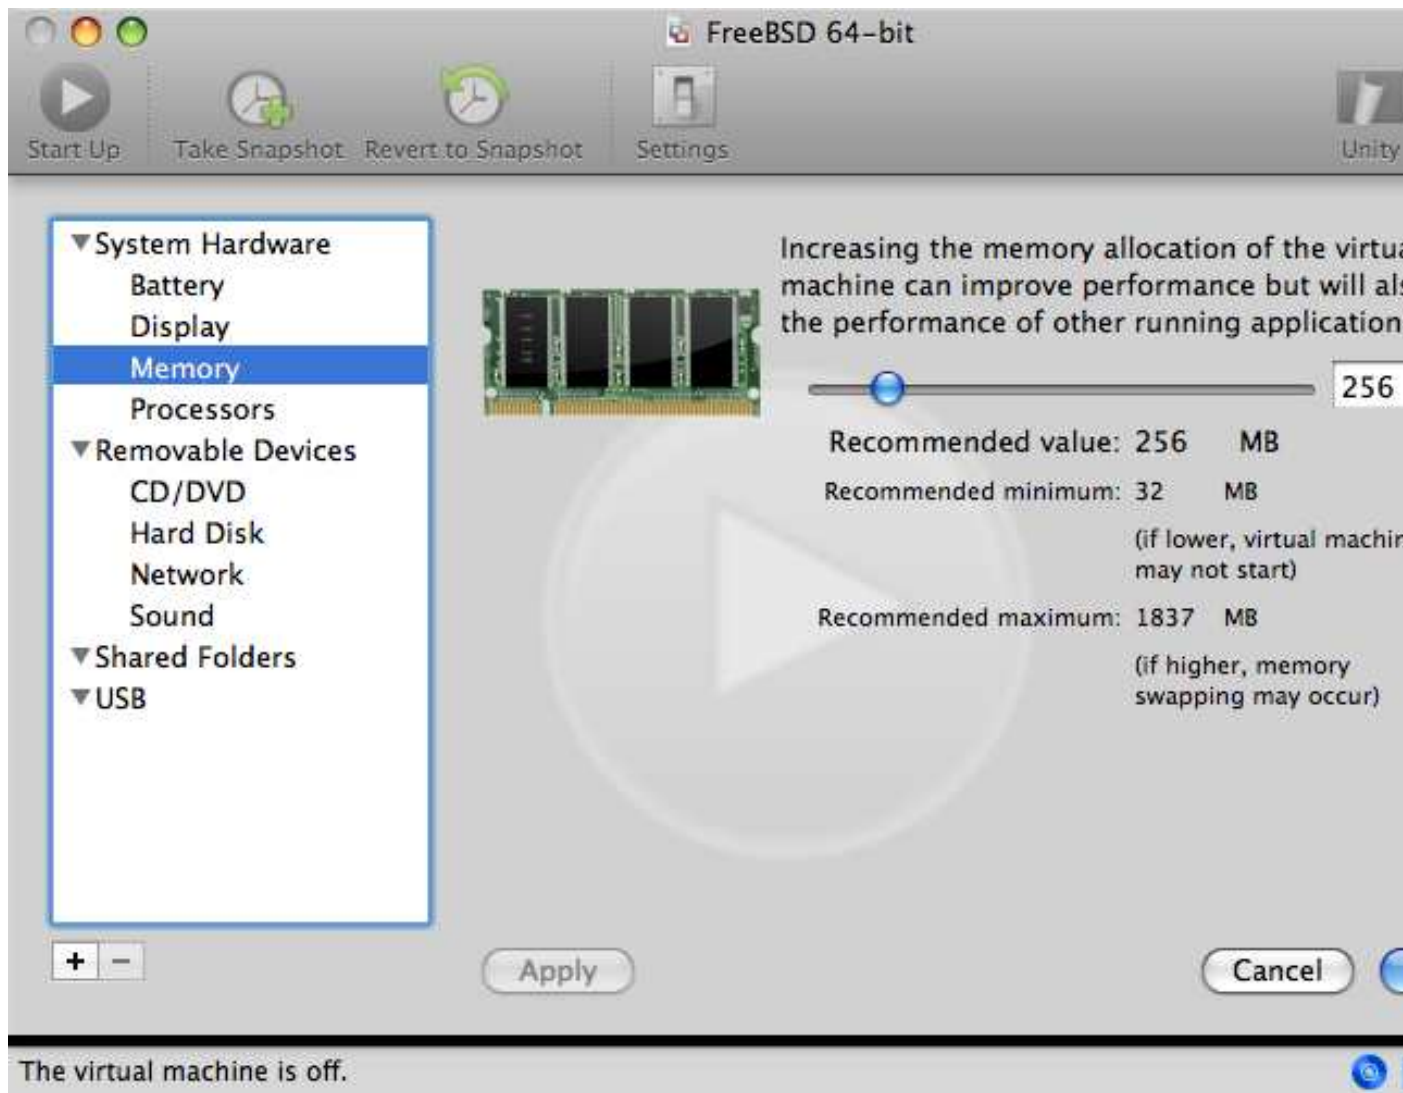 FreeBSD 64-bit
Start Up
Take Snapshot
Revert to Snapshot
Settings
Unity
System Hardware
Battery
Display
Memory
Processors
Removable Devices
CD/DVD
Hard Disk
Network
Sound
Shared Folders
USB
+ −
Increasing the memory allocation of the virtua
machine can improve performance but will als
the performance of other running application
256
Recommended value: 256 MB
Recommended minimum: 32 MB
(if lower, virtual machin
may not start)
Recommended maximum: 1837 MB
(if higher, memory
swapping may occur)
Apply
Cancel
The virtual machine is off.